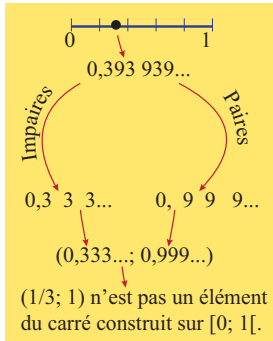 0 1
0,393 939...
Impaires
Paires
0,3 3 3...
0, 9 9 9...
(0,333...; 0,999...)
(1/3; 1) n’est pas un élément
du carré construit sur [0; 1[.